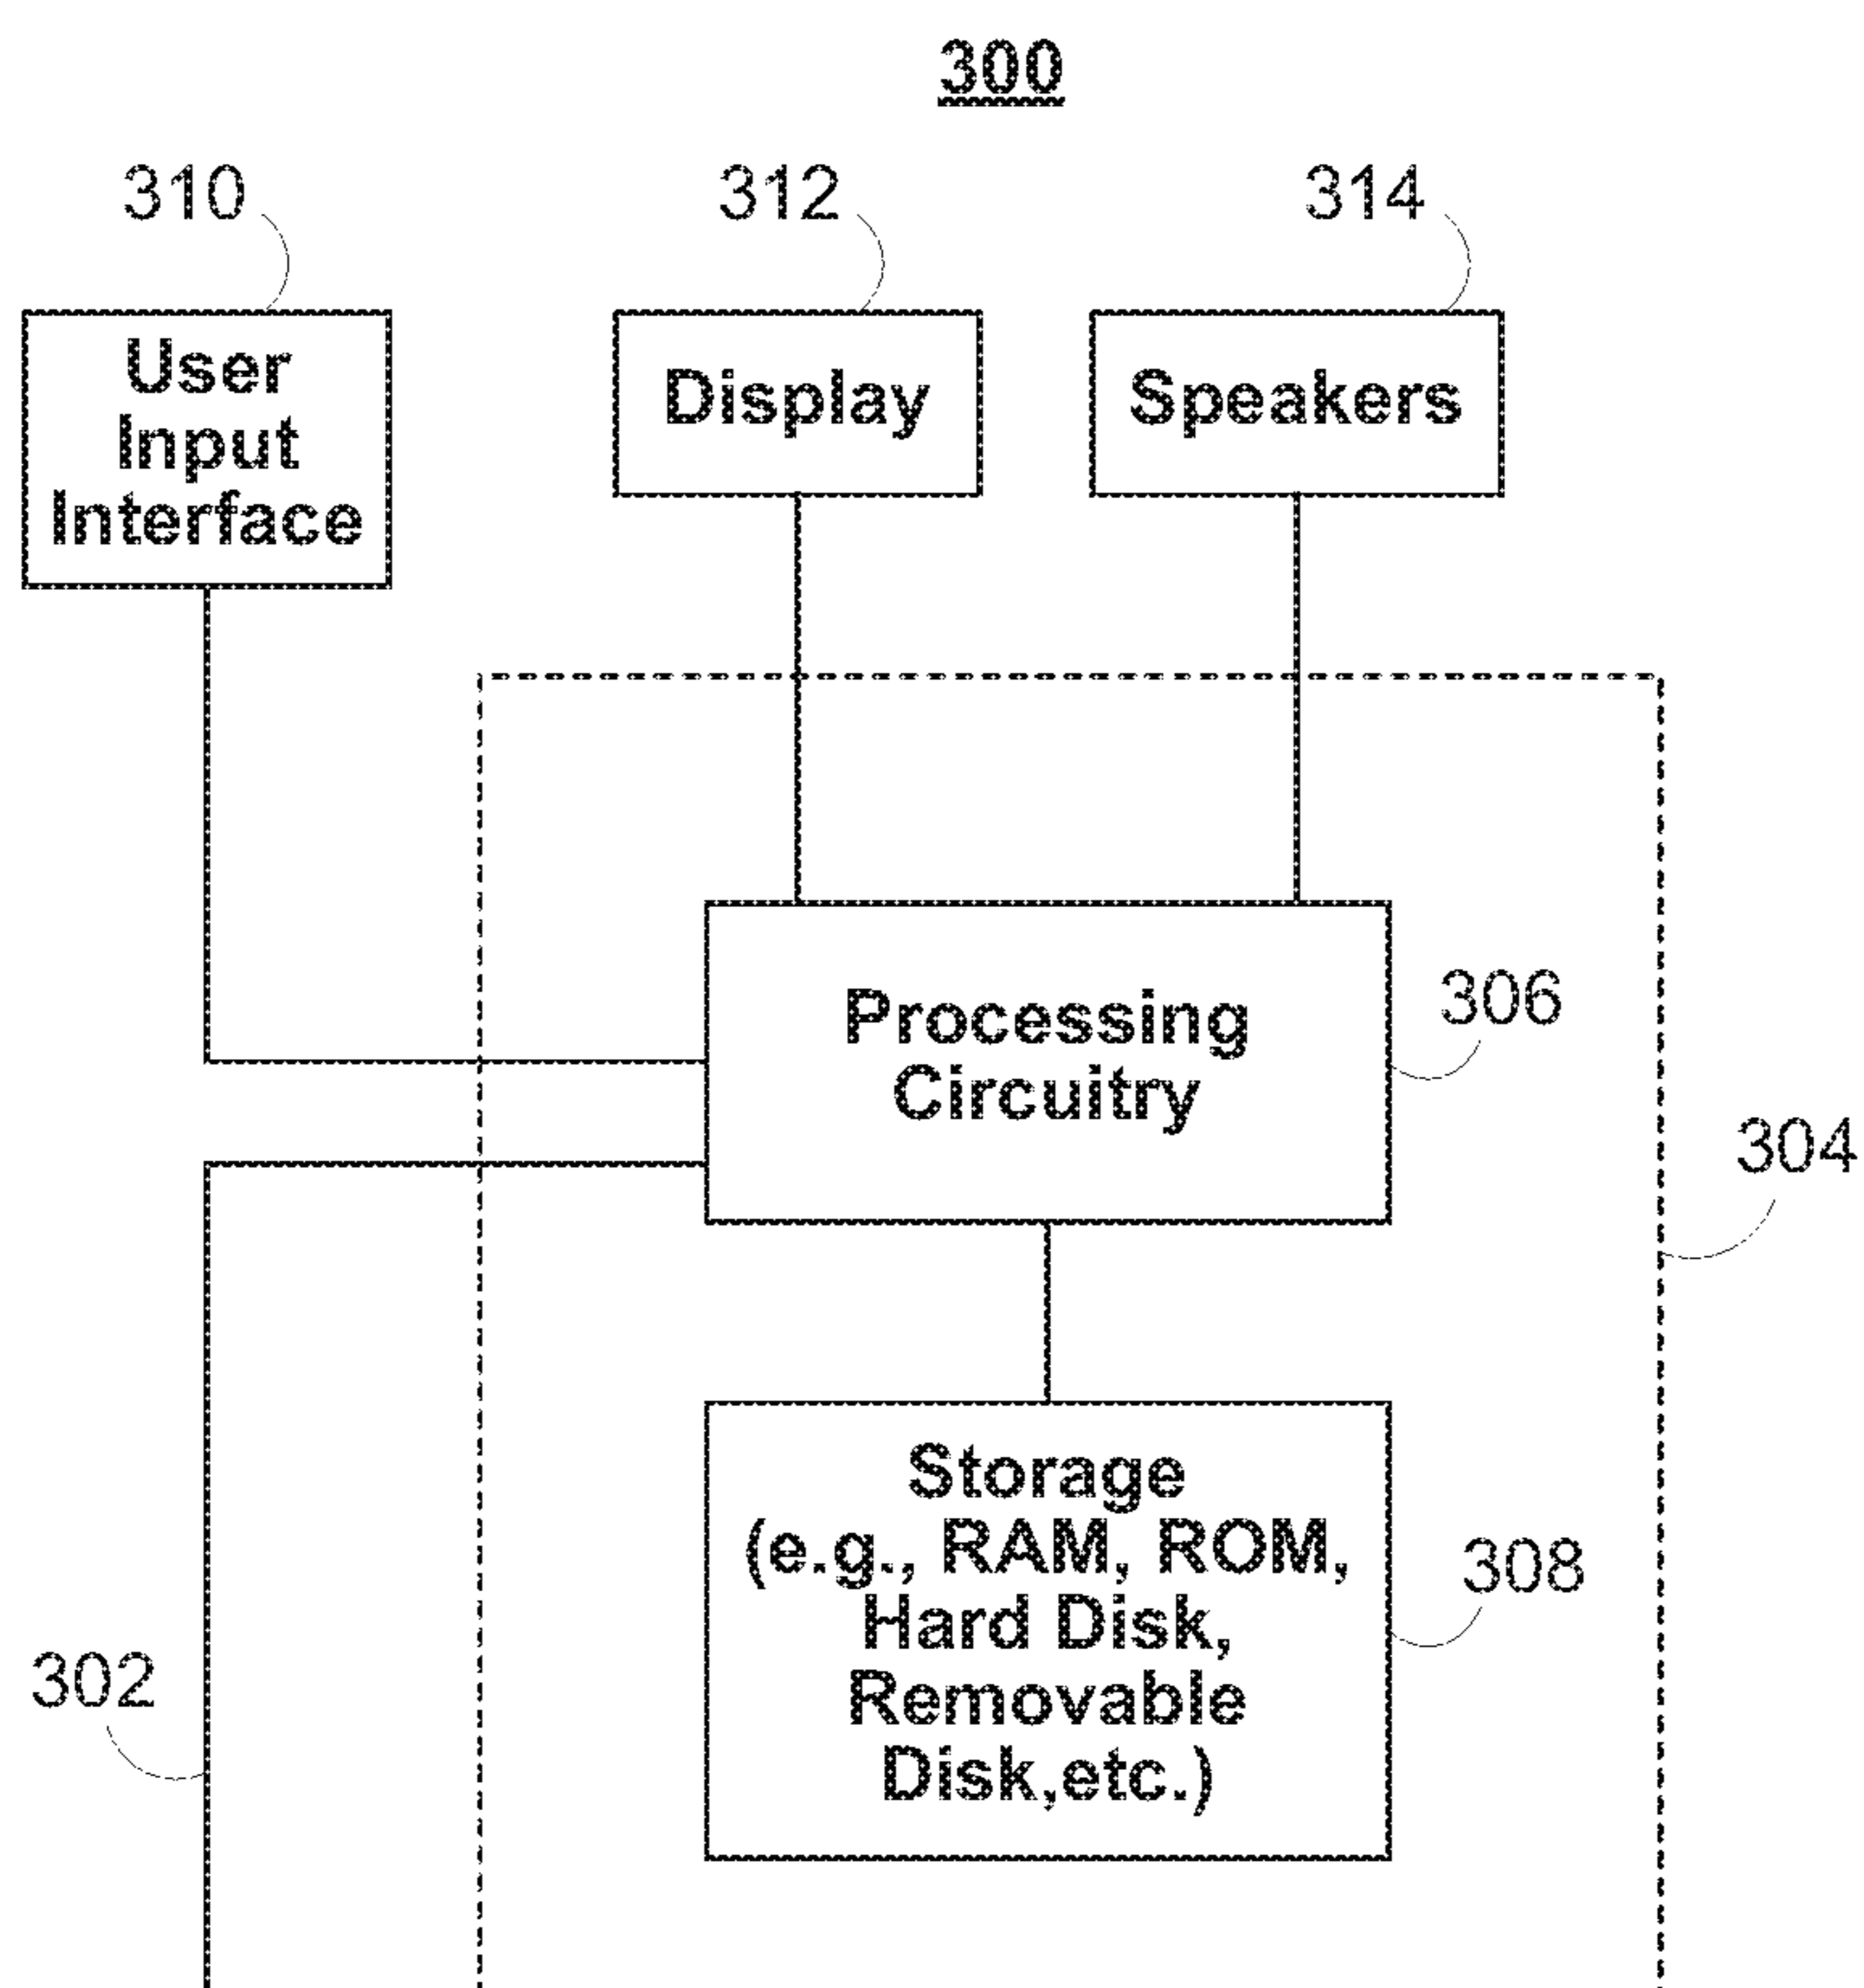 300
310
312
314
User
Input
Interface
Display
Speakers
Processing
Circuitry
306
304
Storage
(e.g., RAM, ROM,
Hard Disk,
Removable
Disk,etc.)
308
302